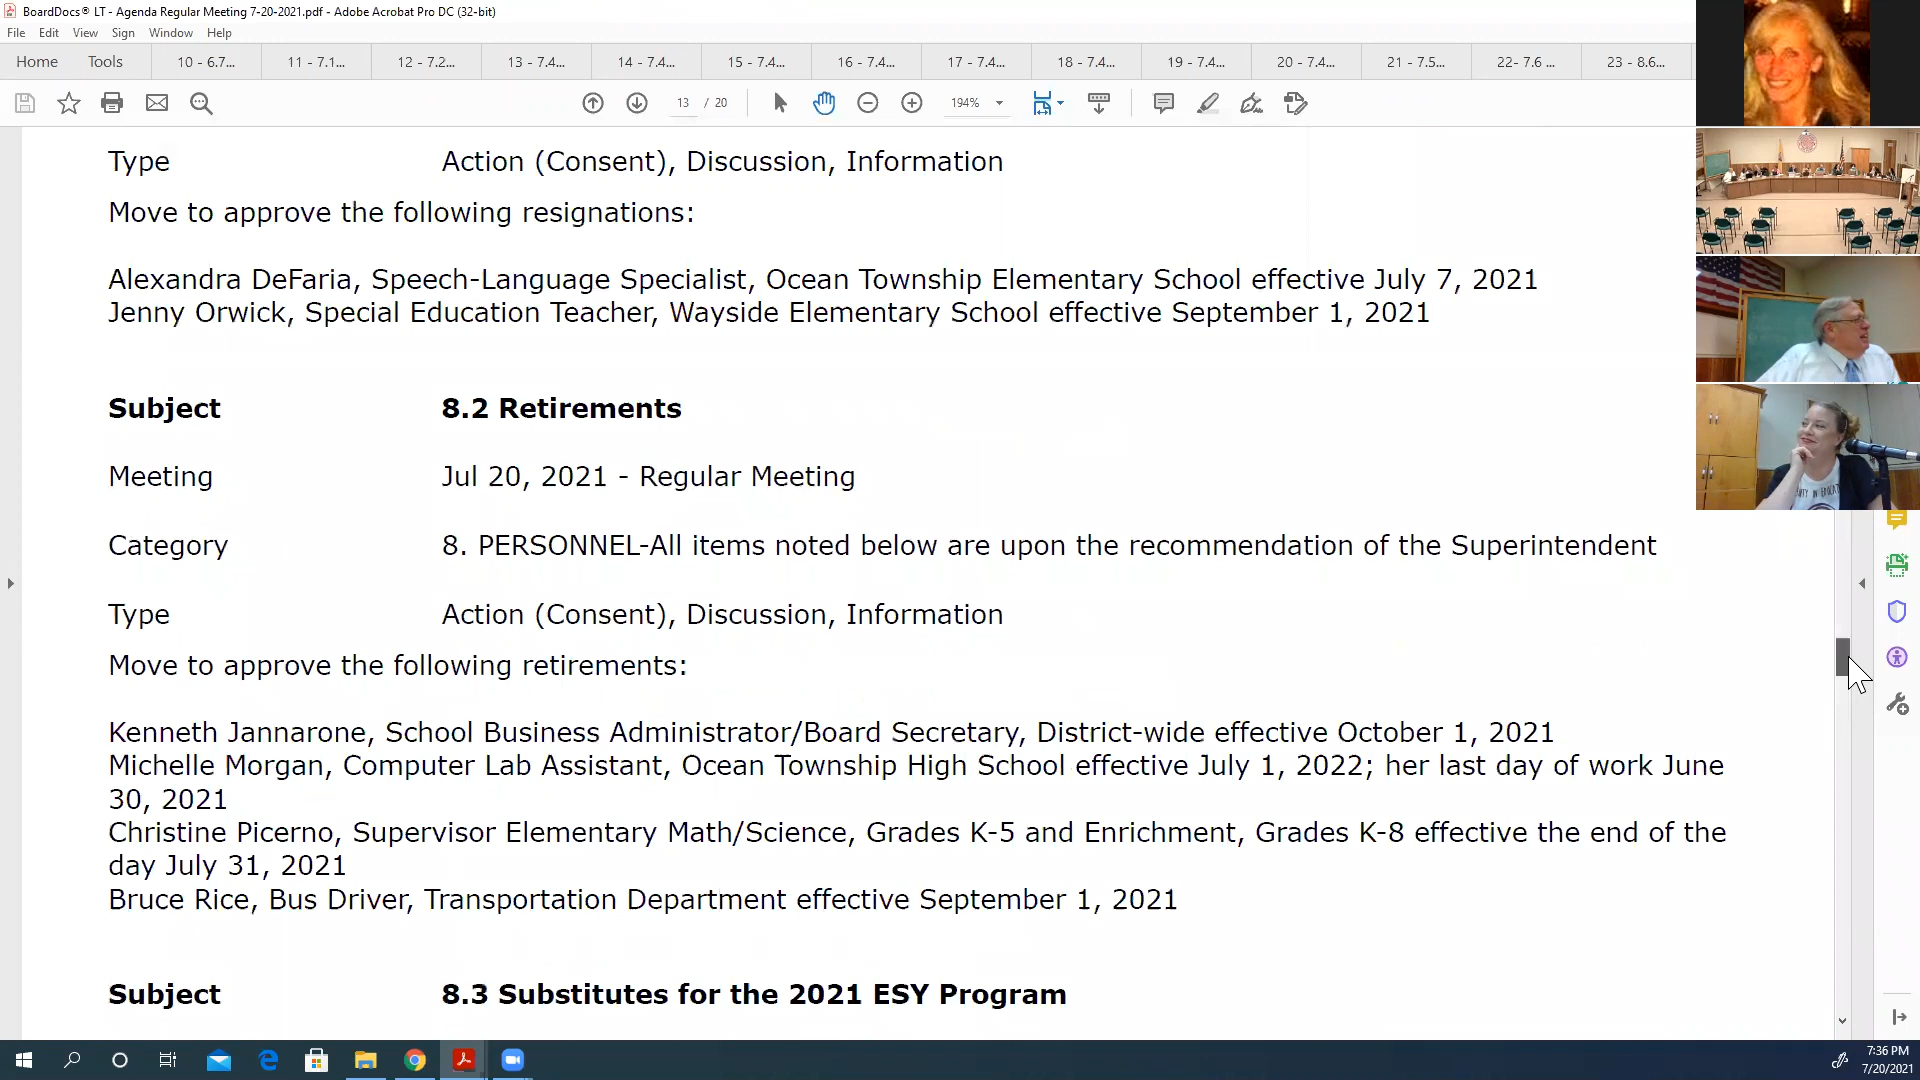 BoardDocs® LT - Agenda Regular Meeting 7-20-2021.pdf - Adobe Acrobat Pro DC (32-bit)
File Edit View Sign Window Help
Home Tools 10 - 6.7... 11 - 7.1... 12 - 7.2... 13 - 7.4... 14 - 7.4... 15 - 7.4... 16 - 7.4... 17 - 7.4... 18 - 7.4... 19 - 7.4... 20 - 7.4... 21 - 7.5... 22- 7.6 ... 23 - 8.6...
13 / 20 194%
Type Action (Consent), Discussion, Information
Move to approve the following resignations:
Alexandra DeFaria, Speech-Language Specialist, Ocean Township Elementary School effective July 7, 2021
Jenny Orwick, Special Education Teacher, Wayside Elementary School effective September 1, 2021
Subject 8.2 Retirements
Meeting Jul 20, 2021 - Regular Meeting
Category 8. PERSONNEL-All items noted below are upon the recommendation of the Superintendent
Type Action (Consent), Discussion, Information
Move to approve the following retirements:
Kenneth Jannarone, School Business Administrator/Board Secretary, District-wide effective October 1, 2021
Michelle Morgan, Computer Lab Assistant, Ocean Township High School effective July 1, 2022; her last day of work June
30, 2021
Christine Picerno, Supervisor Elementary Math/Science, Grades K-5 and Enrichment, Grades K-8 effective the end of the
day July 31, 2021
Bruce Rice, Bus Driver, Transportation Department effective September 1, 2021
Subject 8.3 Substitutes for the 2021 ESY Program
7:36 PM
7/20/2021